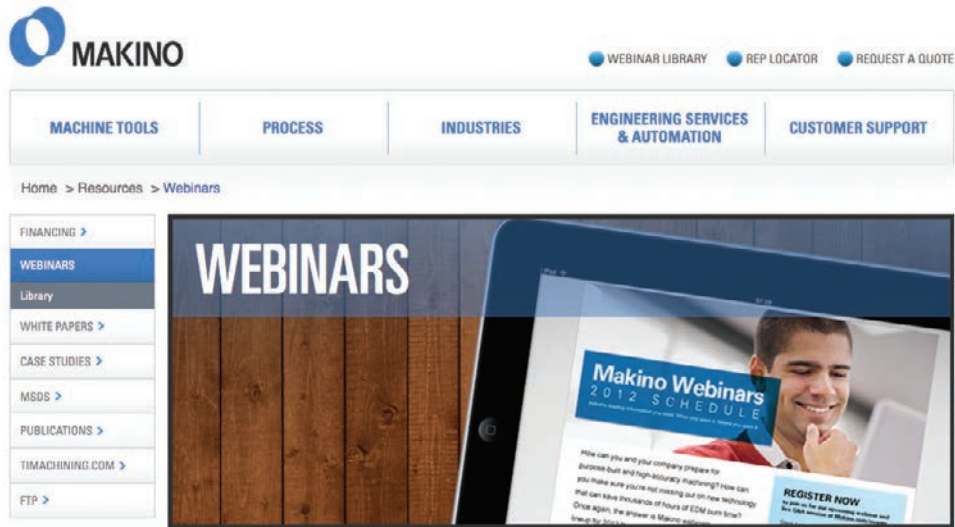 MAKINO
WEBINAR LIBRARY REP LOCATOR REQUEST A QUOTE
MACHINE TOOLS PROCESS INDUSTRIES ENGINEERING SERVICES & AUTOMATION CUSTOMER SUPPORT
Home > Resources > Webinars
FINANCING >
WEBINARS
Library
WHITE PAPERS >
CASE STUDIES >
MSDS >
PUBLICATIONS >
TIMACHINING.COM >
FTP >
WEBINARS
iPad
Makino Webinars
2012 SCHEDULE
How can you and your company prepare for
purpose-built and high-accuracy machining? How can
you make sure you're not missing out on new technology
that can save thousands of hours of EDM burn time?
Once again, the answer is Makino webinars
REGISTER NOW